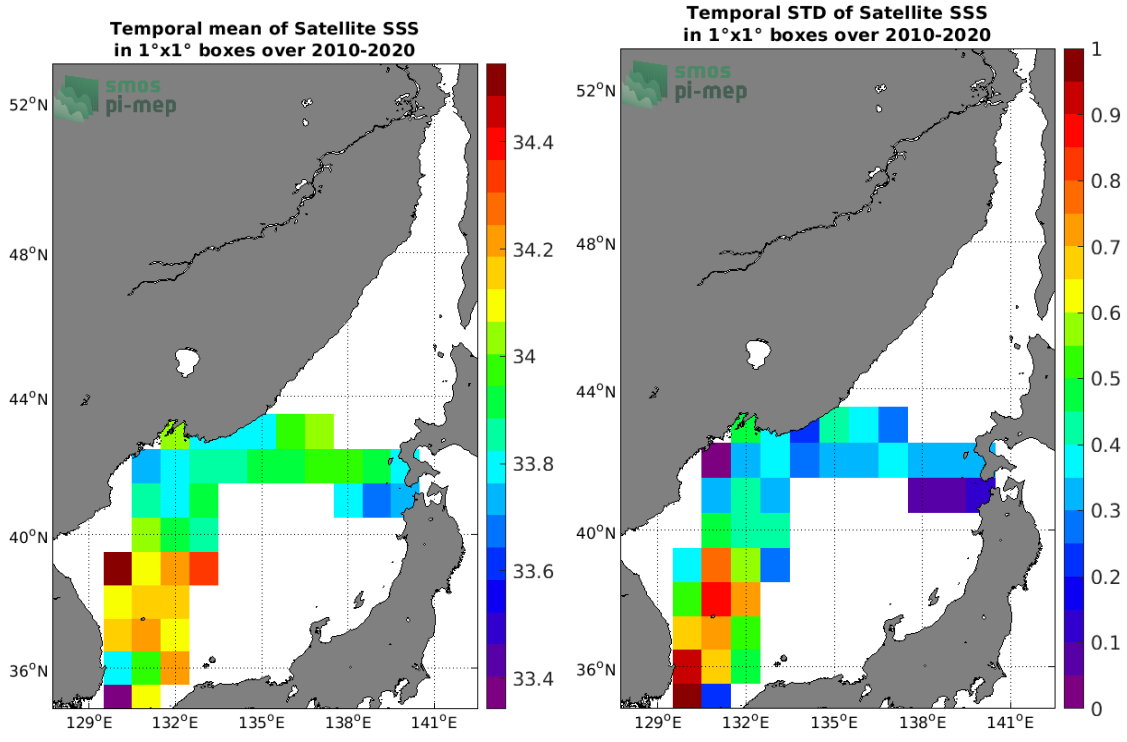 Temporal mean of Satellite SSS
in 1°x1° boxes over 2010-2020
smos
pi-mep
52°N
48°N
44°N
40°N
36°N
129°E 132°E 135°E 138°E 141°E
34.4
34.2
34
33.8
33.6
33.4
Temporal STD of Satellite SSS
in 1°x1° boxes over 2010-2020
smos
pi-mep
52°N
48°N
44°N
40°N
36°N
129°E 132°E 135°E 138°E 141°E
1
0.9
0.8
0.7
0.6
0.5
0.4
0.3
0.2
0.1
0